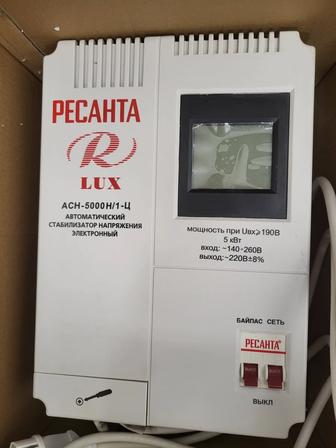 РЕСАНТА
R
LUX
АСН-5000Н/1-Ц
АВТОМАТИЧЕСКИЙ
СТАБИЛИЗАТОР НАПРЯЖЕНИЯ
ЭЛЕКТРОННЫЙ
мощность при Uвх⩾190В
5 кВт
вход: ~140-260В
выход:~220В±8%
БАЙПАС СЕТЬ
РЕСАНТА®
ВЫКЛ